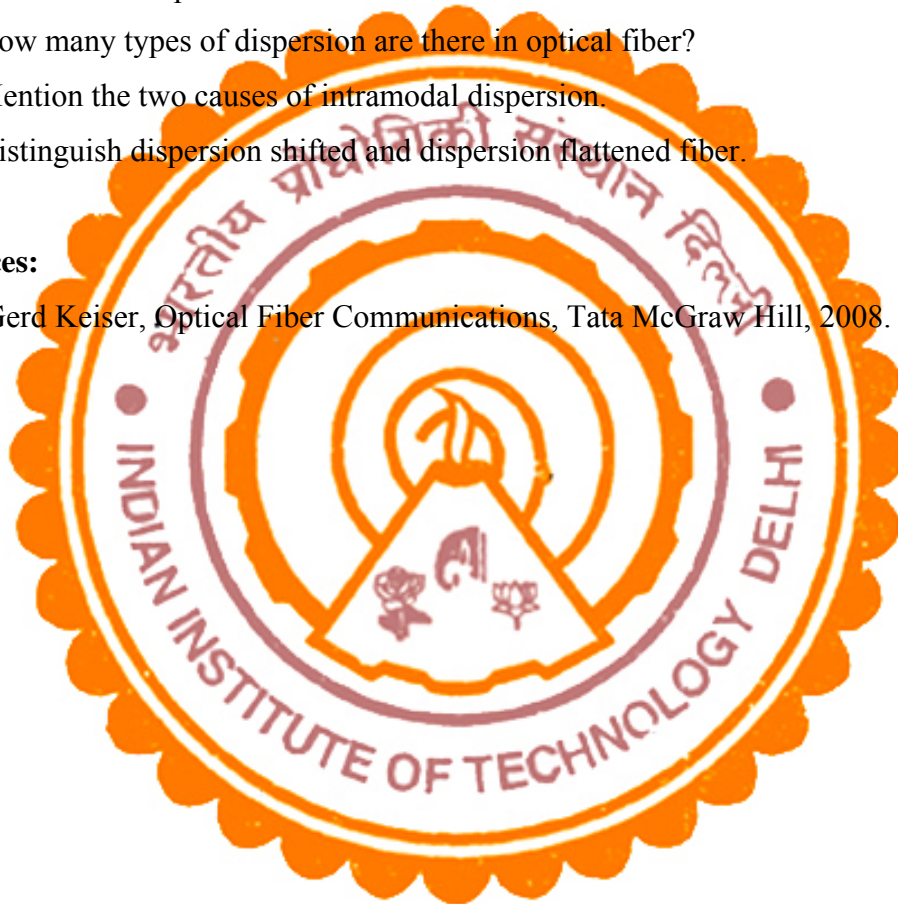 ow many types of dispersion are there in optical fiber?
ention the two causes of intramodal dispersion.
istinguish dispersion shifted and dispersion flattened fiber.
ces:
Gerd Keiser, Optical Fiber Communications, Tata McGraw Hill, 2008.
भारतीय प्रौद्योगिकी संस्थान दिल्ली
INDIAN INSTITUTE OF TECHNOLOGY DELHI